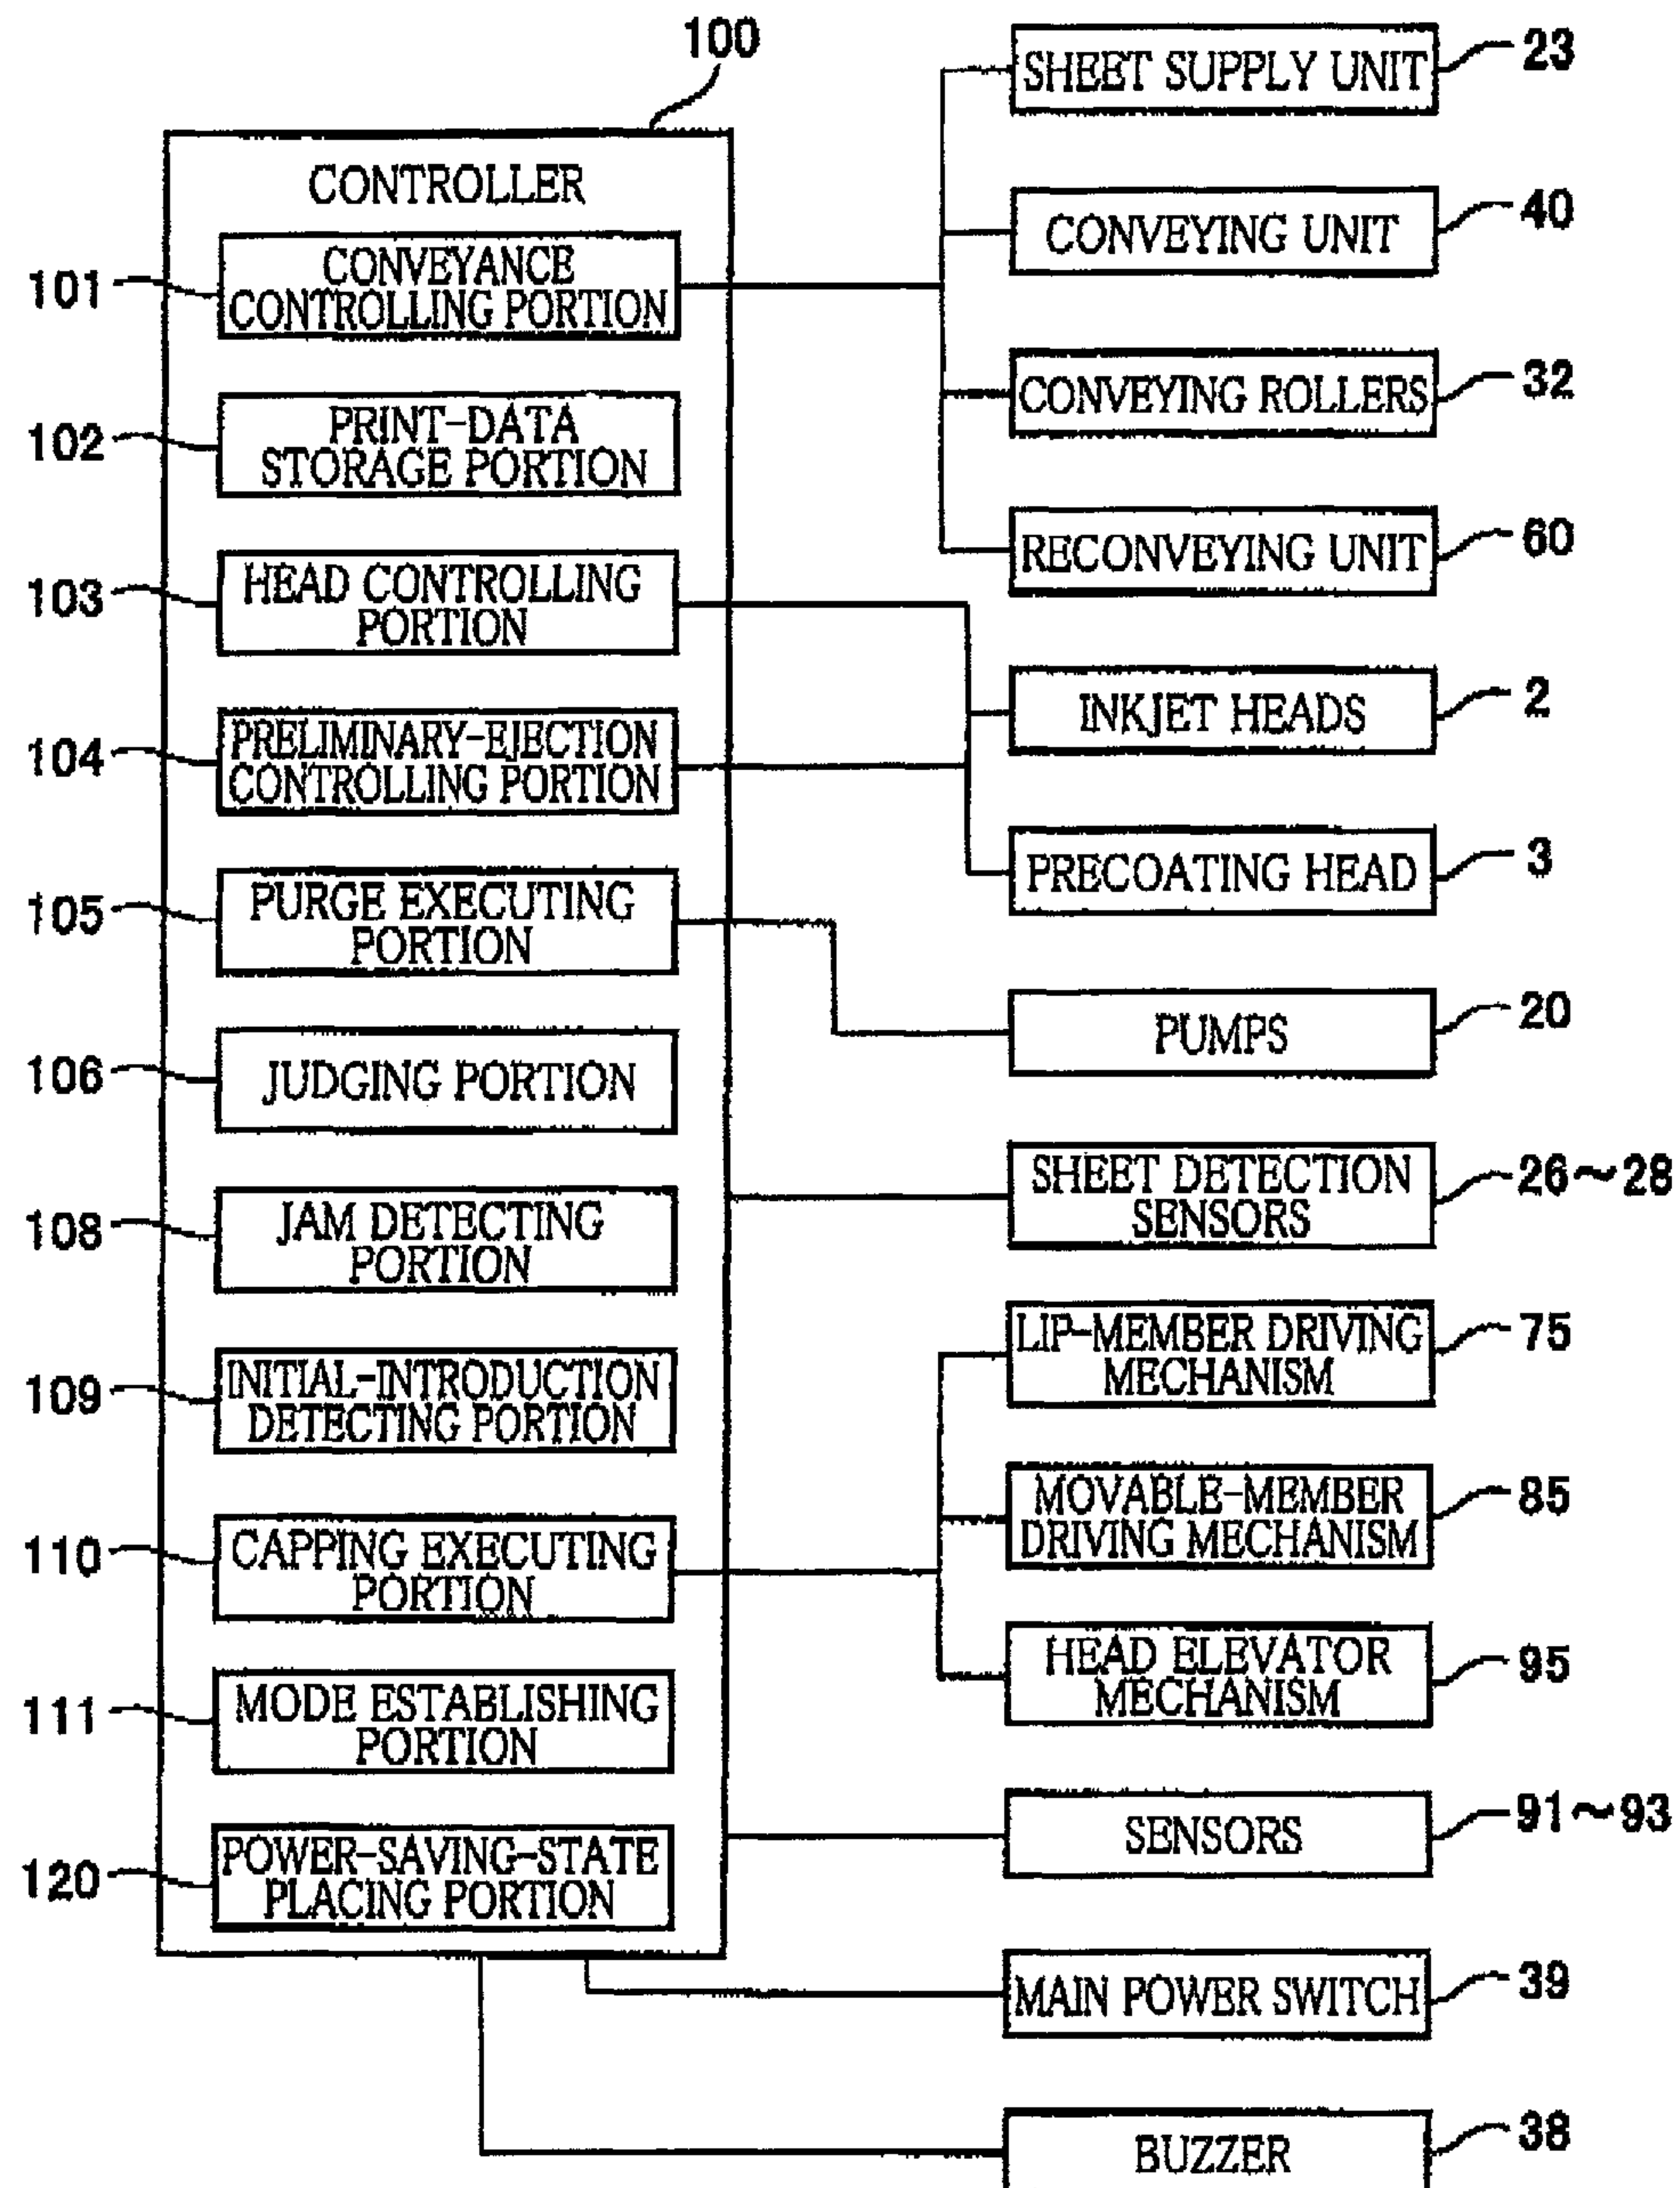 100
CONTROLLER
101
CONVEYANCE
CONTROLLING PORTION
102
PRINT-DATA
STORAGE PORTION
103
HEAD CONTROLLING
PORTION
104
PRELIMINARY-EJECTION
CONTROLLING PORTION
105
PURGE EXECUTING
PORTION
106
JUDGING PORTION
108
JAM DETECTING
PORTION
109
INITIAL-INTRODUCTION
DETECTING PORTION
110
CAPPING EXECUTING
PORTION
111
MODE ESTABLISHING
PORTION
120
POWER-SAVING-STATE
PLACING PORTION
SHEET SUPPLY UNIT
23
CONVEYING UNIT
40
CONVEYING ROLLERS
32
RECONVEYING UNIT
60
INKJET HEADS
2
PRECOATING HEAD
3
PUMPS
20
SHEET DETECTION
SENSORS
26~28
LIP-MEMBER DRIVING
MECHANISM
75
MOVABLE-MEMBER
DRIVING MECHANISM
85
HEAD ELEVATOR
MECHANISM
95
SENSORS
91~93
MAIN POWER SWITCH
39
BUZZER
38